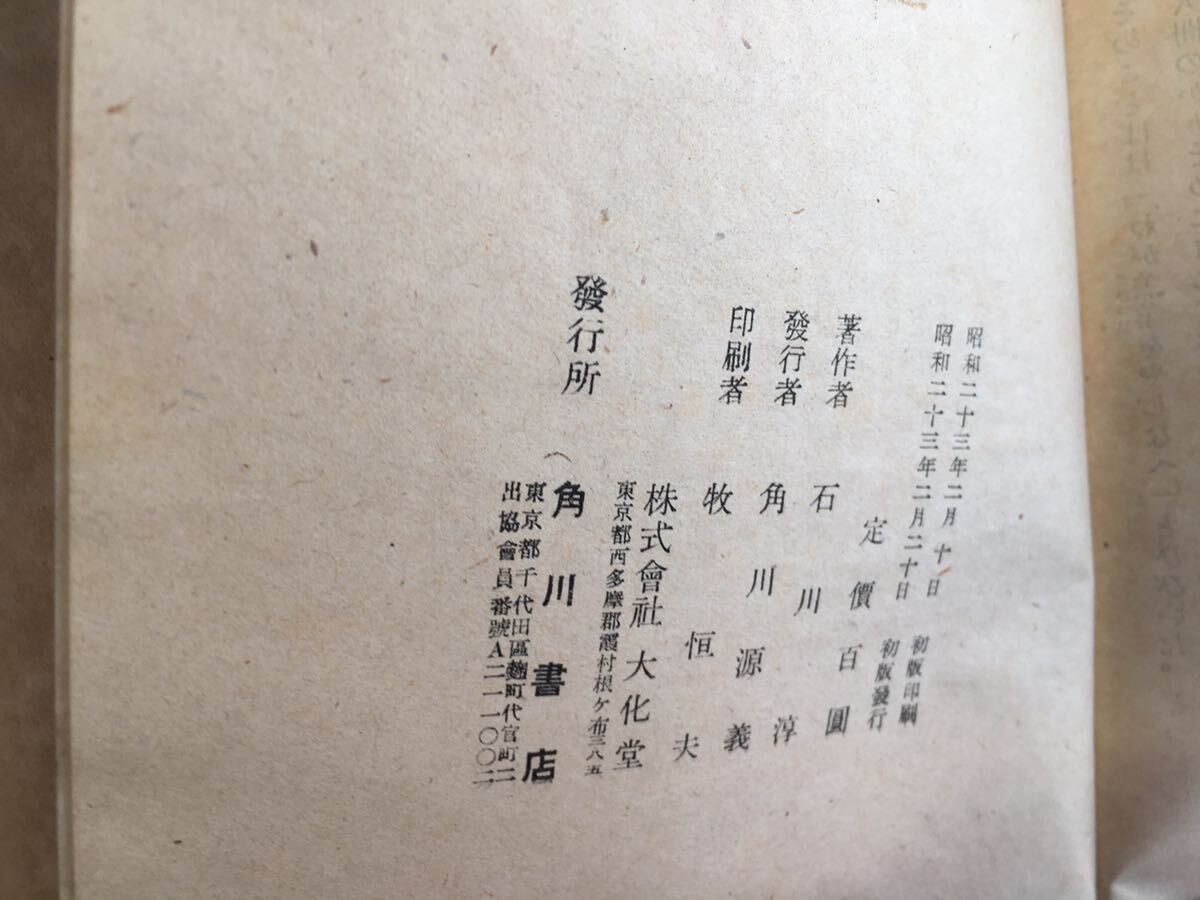 昭和二十三年二月 十日 初版印刷
昭和二十三年二月二十日 初版發行
定價百圓
著作者 石川淳
發行者 角川源義
印刷者 牧恒夫
株式會社 大化堂
東京都西多摩郡霞村根ケ布三八五
發行所 角川書店
東京都千代田區麴町代官町二
出協會員番號A二一一〇〇二